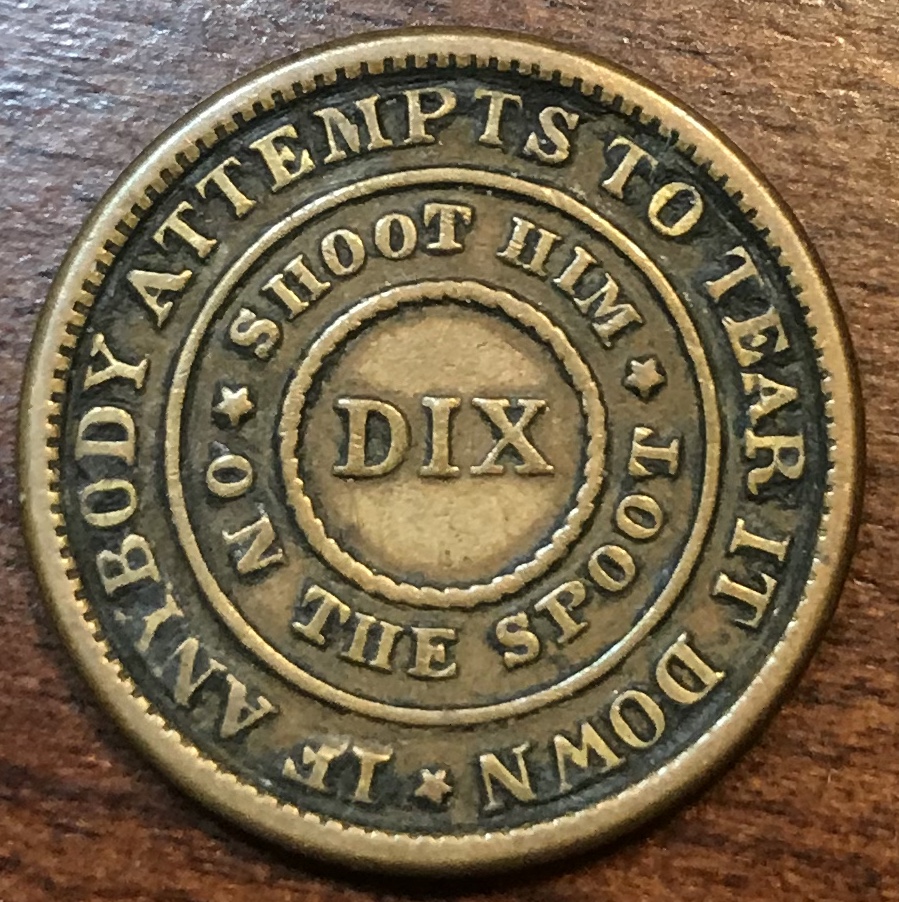 IF ANYBODY ATTEMPTS TO TEAR IT DOWN
SHOOT HIM
ON THE SPOOT
DIX